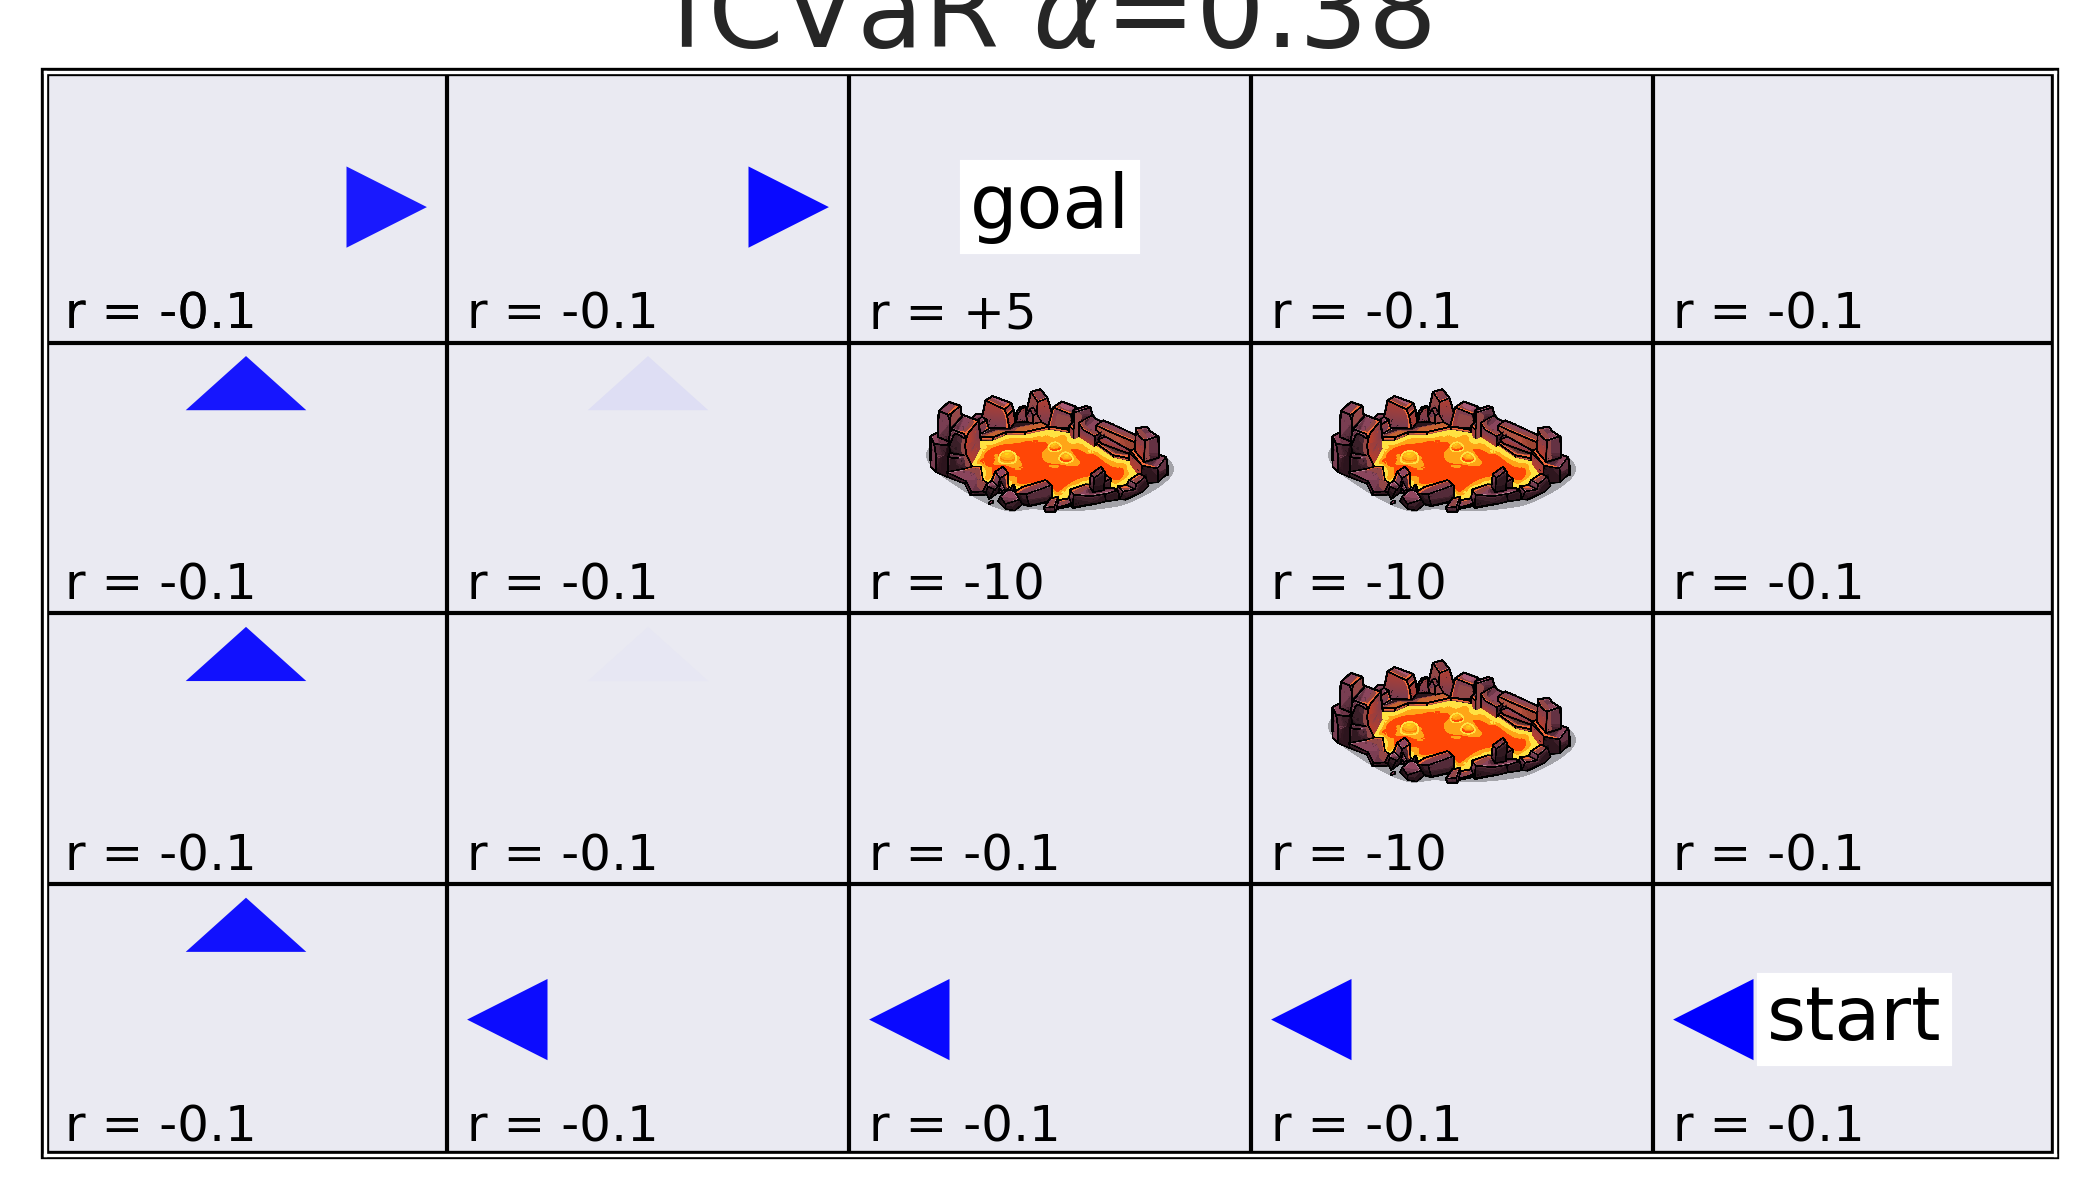 iCVaR α=0.38
goal
r = -0.1 r = -0.1 r = +5 r = -0.1 r = -0.1
r = -0.1 r = -0.1 r = -10 r = -10 r = -0.1
r = -0.1 r = -0.1 r = -0.1 r = -10 r = -0.1
start
r = -0.1 r = -0.1 r = -0.1 r = -0.1 r = -0.1